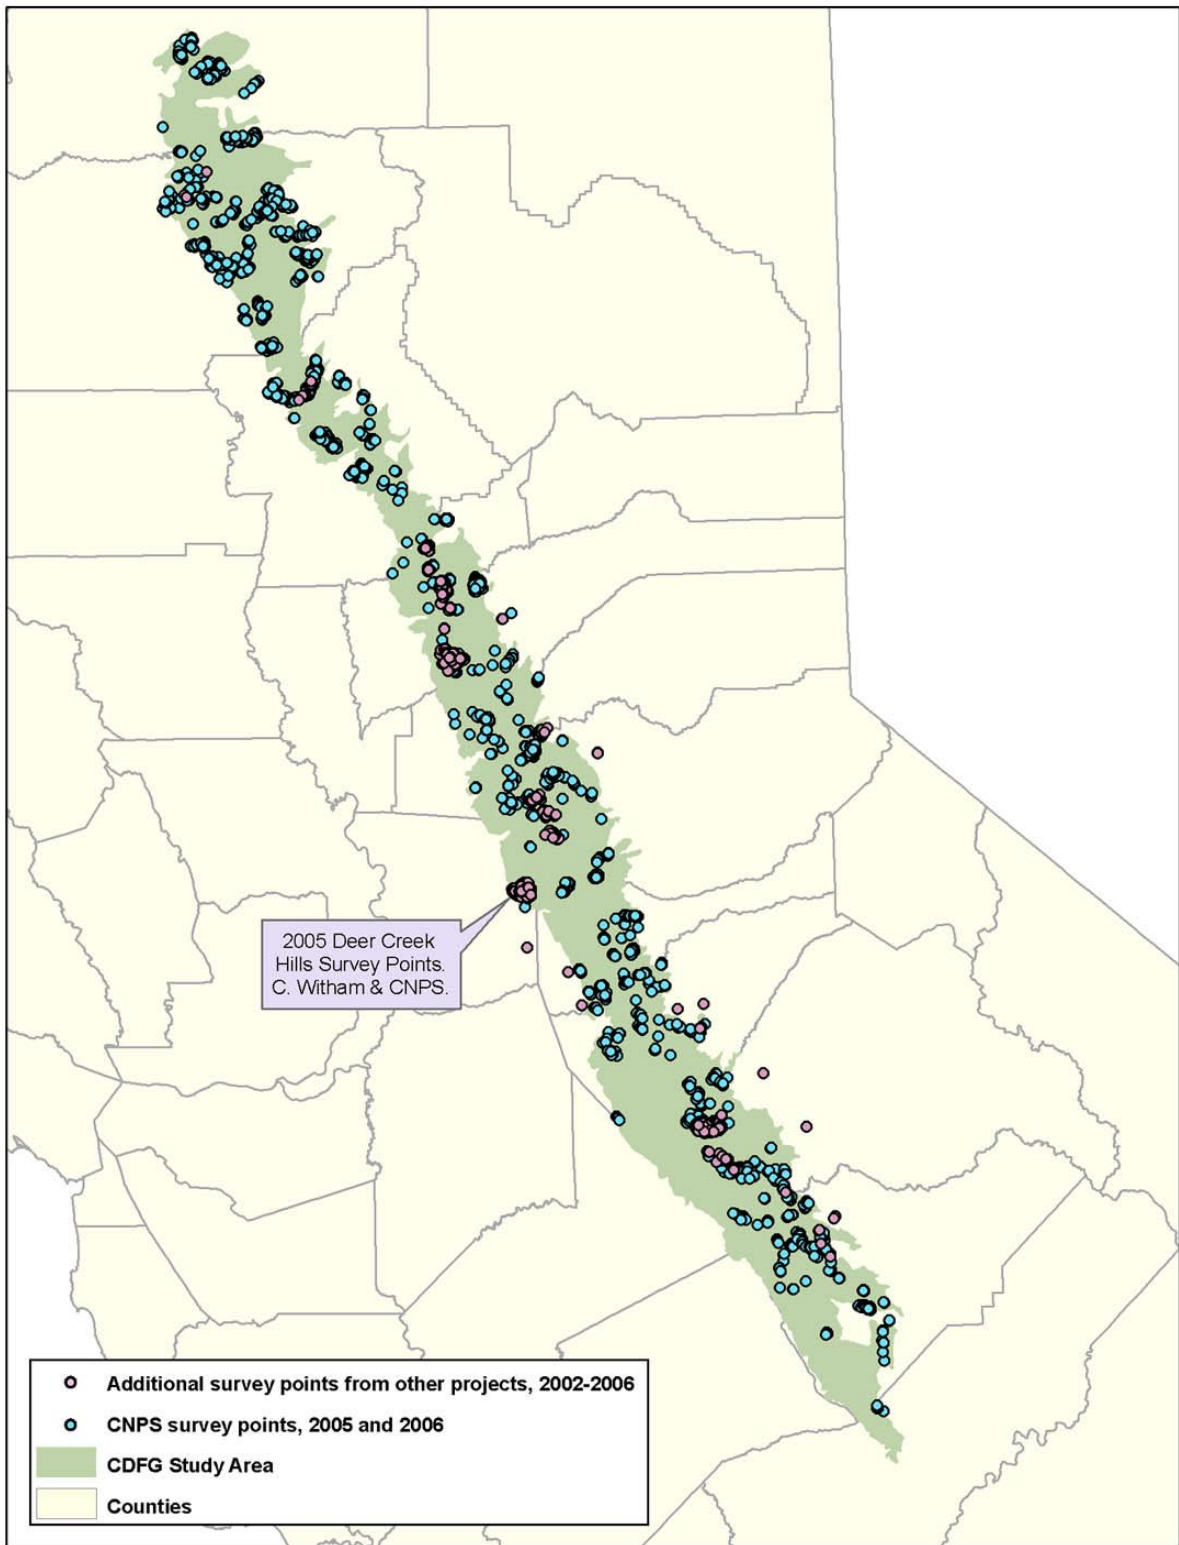 2005 Deer Creek
Hills Survey Points.
C. Witham & CNPS.
Additional survey points from other projects, 2002-2006
CNPS survey points, 2005 and 2006
CDFG Study Area
Counties